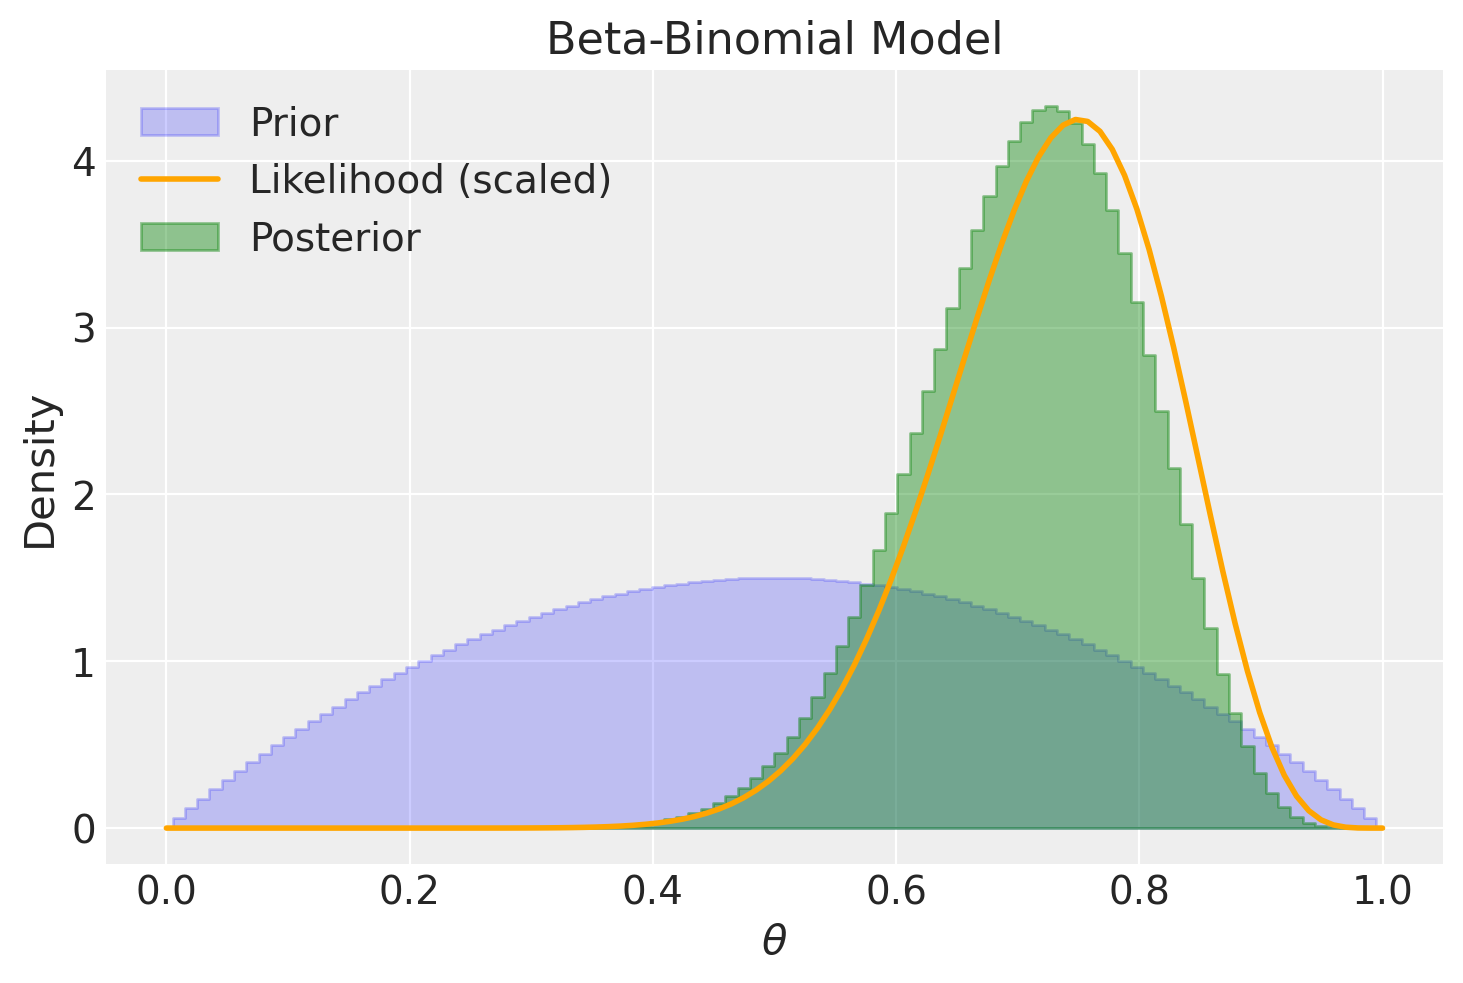 Beta-Binomial Model
Prior
Likelihood (scaled)
Posterior
Density
4
3
2
1
0
0.0 0.2 0.4 0.6 0.8 1.0
θ